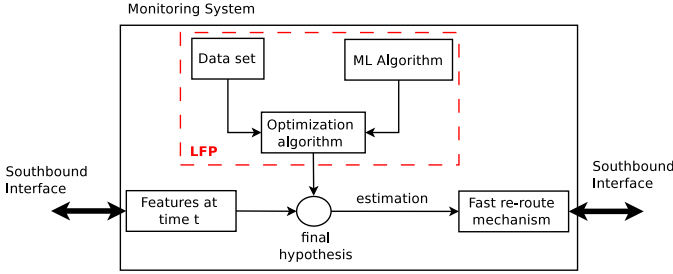 Monitoring System
Data set
ML Algorithm
Optimization
algorithm
LFP
Southbound
Interface
Southbound
Interface
Features at
time t
estimation
Fast re-route
mechanism
final
hypothesis